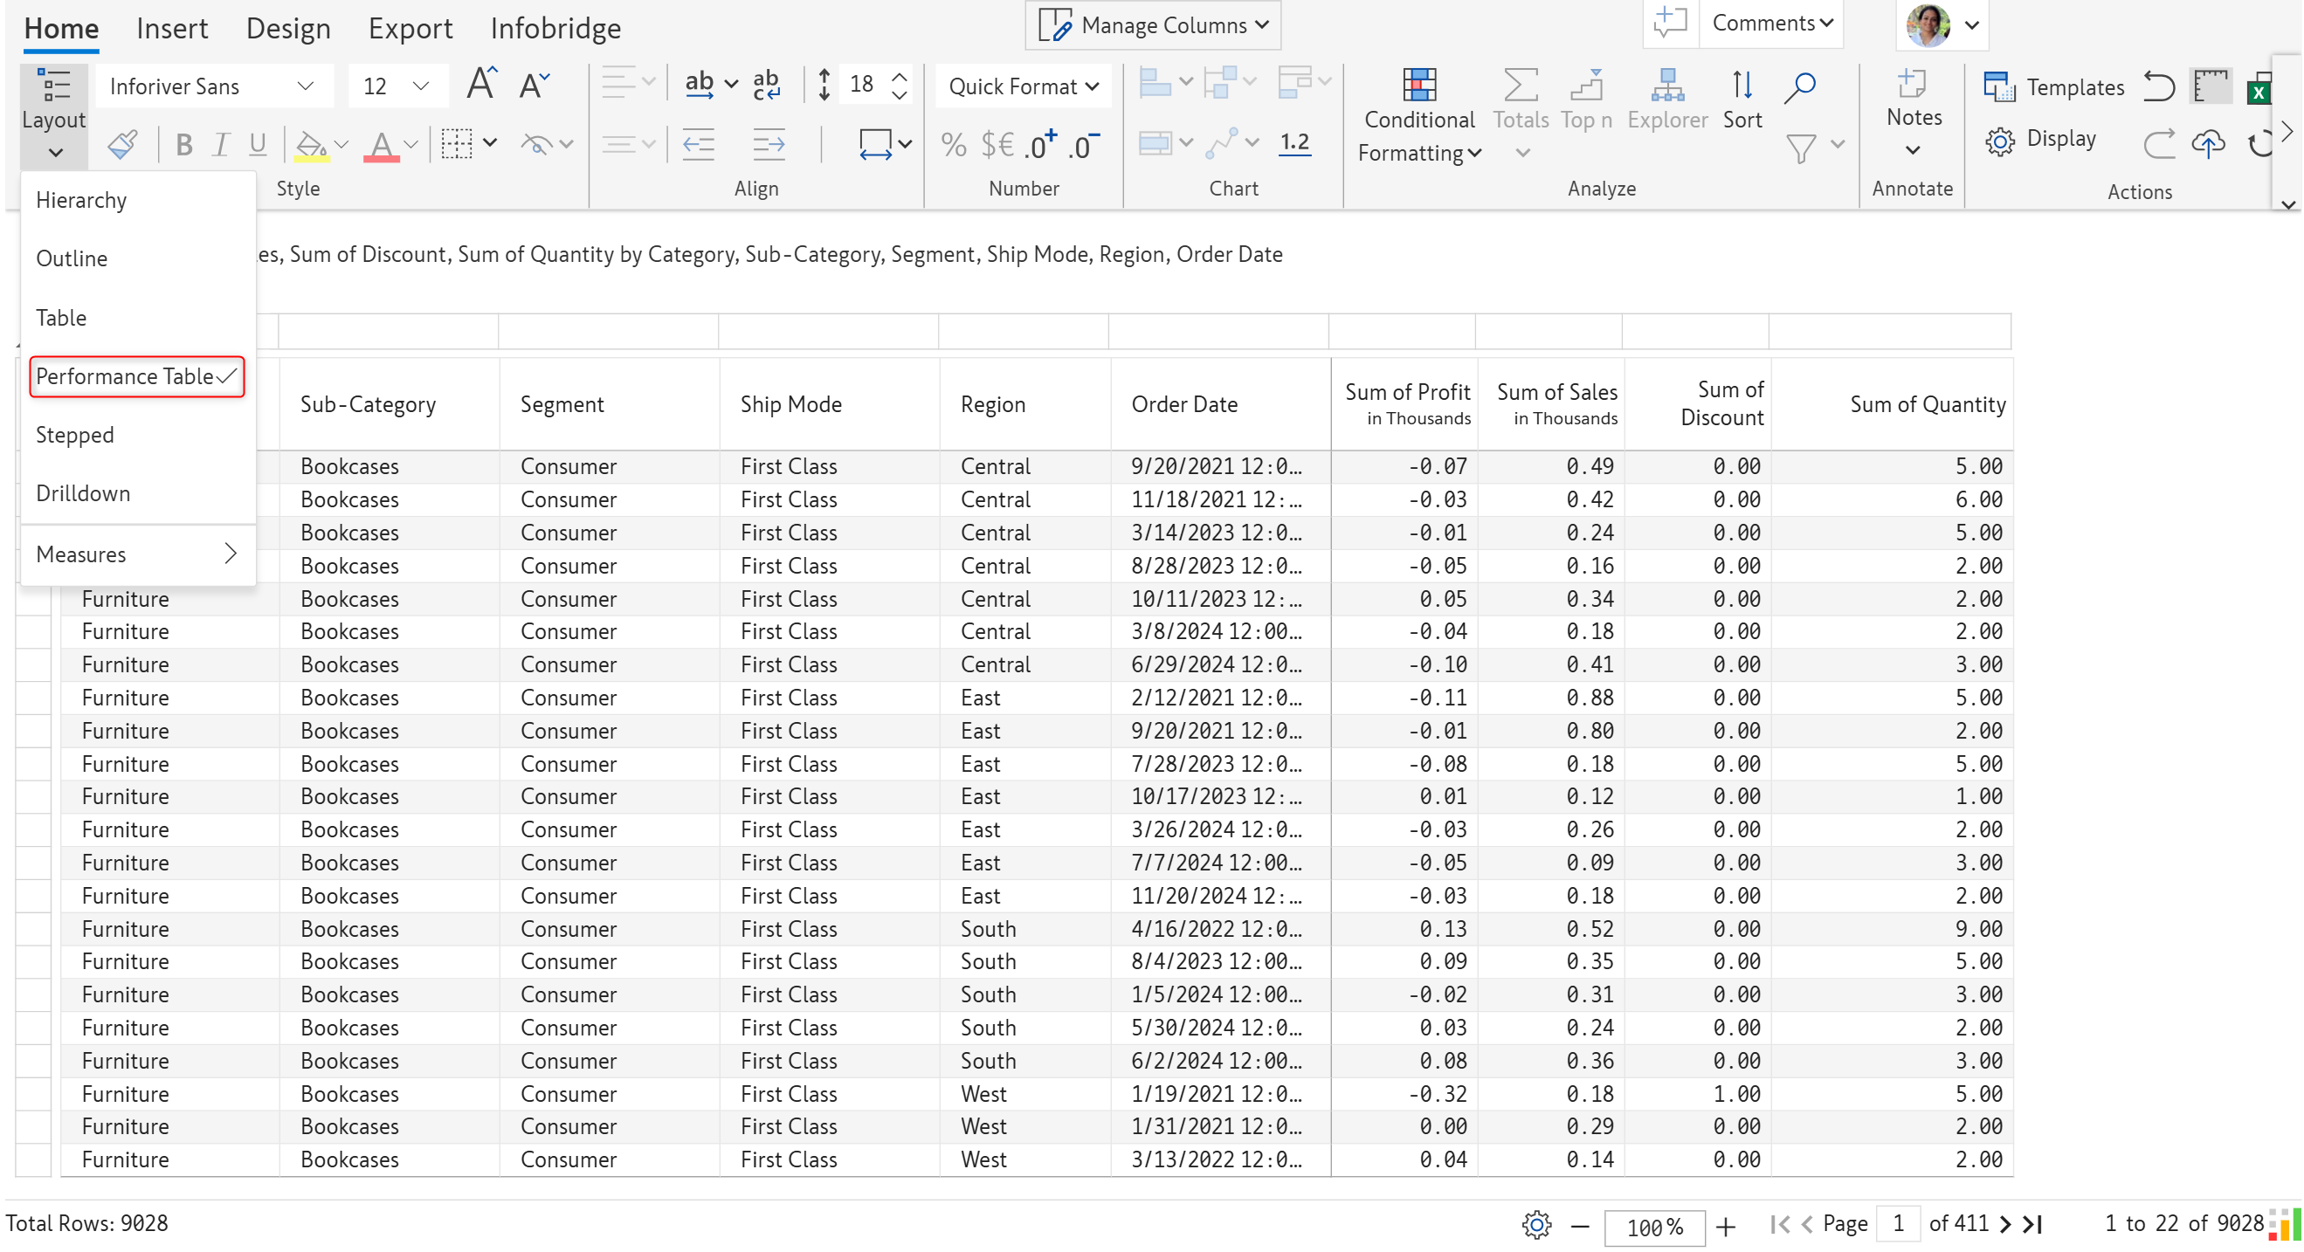 Home Insert Design Export Infobridge Manage Columns Comments
Layout Inforiver Sans 12 A A ab ab c 18 Quick Format Conditional Formatting Totals Top n Explorer Sort Notes Templates
B I U A % $€ .0+ .0- 1.2 Display
Style Align Number Chart Analyze Annotate Actions
Hierarchy
Outline
Table
Performance Table
Stepped
Drilldown
Measures
es, Sum of Discount, Sum of Quantity by Category, Sub-Category, Segment, Ship Mode, Region, Order Date
Sub-Category Segment Ship Mode Region Order Date Sum of Profit in Thousands Sum of Sales in Thousands Sum of Discount Sum of Quantity
Bookcases Consumer First Class Central 9/20/2021 12:0... -0.07 0.49 0.00 5.00
Bookcases Consumer First Class Central 11/18/2021 12:... -0.03 0.42 0.00 6.00
Bookcases Consumer First Class Central 3/14/2023 12:0... -0.01 0.24 0.00 5.00
Bookcases Consumer First Class Central 8/28/2023 12:0... -0.05 0.16 0.00 2.00
Furniture Bookcases Consumer First Class Central 10/11/2023 12:... 0.05 0.34 0.00 2.00
Furniture Bookcases Consumer First Class Central 3/8/2024 12:00... -0.04 0.18 0.00 2.00
Furniture Bookcases Consumer First Class Central 6/29/2024 12:0... -0.10 0.41 0.00 3.00
Furniture Bookcases Consumer First Class East 2/12/2021 12:0... -0.11 0.88 0.00 5.00
Furniture Bookcases Consumer First Class East 9/20/2021 12:0... -0.01 0.80 0.00 2.00
Furniture Bookcases Consumer First Class East 7/28/2023 12:0... -0.08 0.18 0.00 5.00
Furniture Bookcases Consumer First Class East 10/17/2023 12:... 0.01 0.12 0.00 1.00
Furniture Bookcases Consumer First Class East 3/26/2024 12:0... -0.03 0.26 0.00 2.00
Furniture Bookcases Consumer First Class East 7/7/2024 12:00... -0.05 0.09 0.00 3.00
Furniture Bookcases Consumer First Class East 11/20/2024 12:... -0.03 0.18 0.00 2.00
Furniture Bookcases Consumer First Class South 4/16/2022 12:0... 0.13 0.52 0.00 9.00
Furniture Bookcases Consumer First Class South 8/4/2023 12:00... 0.09 0.35 0.00 5.00
Furniture Bookcases Consumer First Class South 1/5/2024 12:00... -0.02 0.31 0.00 3.00
Furniture Bookcases Consumer First Class South 5/30/2024 12:0... 0.03 0.24 0.00 2.00
Furniture Bookcases Consumer First Class South 6/2/2024 12:00... 0.08 0.36 0.00 3.00
Furniture Bookcases Consumer First Class West 1/19/2021 12:0... -0.32 0.18 1.00 5.00
Furniture Bookcases Consumer First Class West 1/31/2021 12:0... 0.00 0.29 0.00 2.00
Furniture Bookcases Consumer First Class West 3/13/2022 12:0... 0.04 0.14 0.00 2.00
Total Rows: 9028 100% Page 1 of 411 1 to 22 of 9028